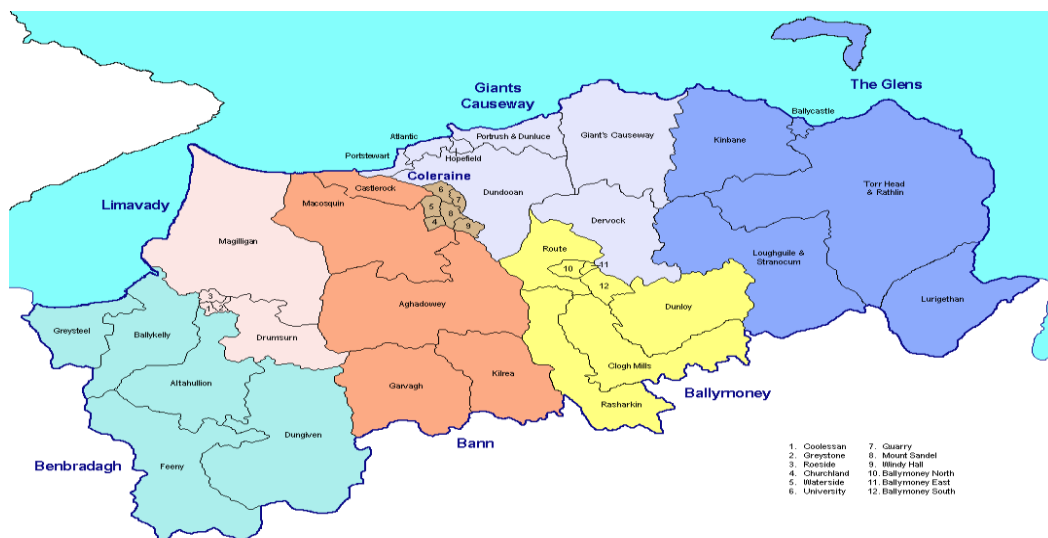 The Glens
Giants
Causeway
Ballycastle
Atlantic
Portrush & Dunluce
Giant's Causeway
Kinbane
Portstewart
Hopefield
Coleraine
Castlerock
6
7
Dundooan
Torr Head
& Rathlin
Limavady
Macosquin
5
8
4
9
Dervock
Magilligan
Route
Loughguile &
Stranocum
11
10
12
3
1
2
Aghadowey
Dunloy
Lurigethan
Greysteel
Ballykelly
Drumsurn
Clogh Mills
Kilrea
Garvagh
Altahullion
Ballymoney
Rasharkin
Dungiven
Bann
Benbradagh
Feeny
1. Coolessan
2. Greystone
3. Roeside
4. Churchland
5. Waterside
6. University
7. Quarry
8. Mount Sandel
9. Windy Hall
10. Ballymoney North
11. Ballymoney East
12. Ballymoney South